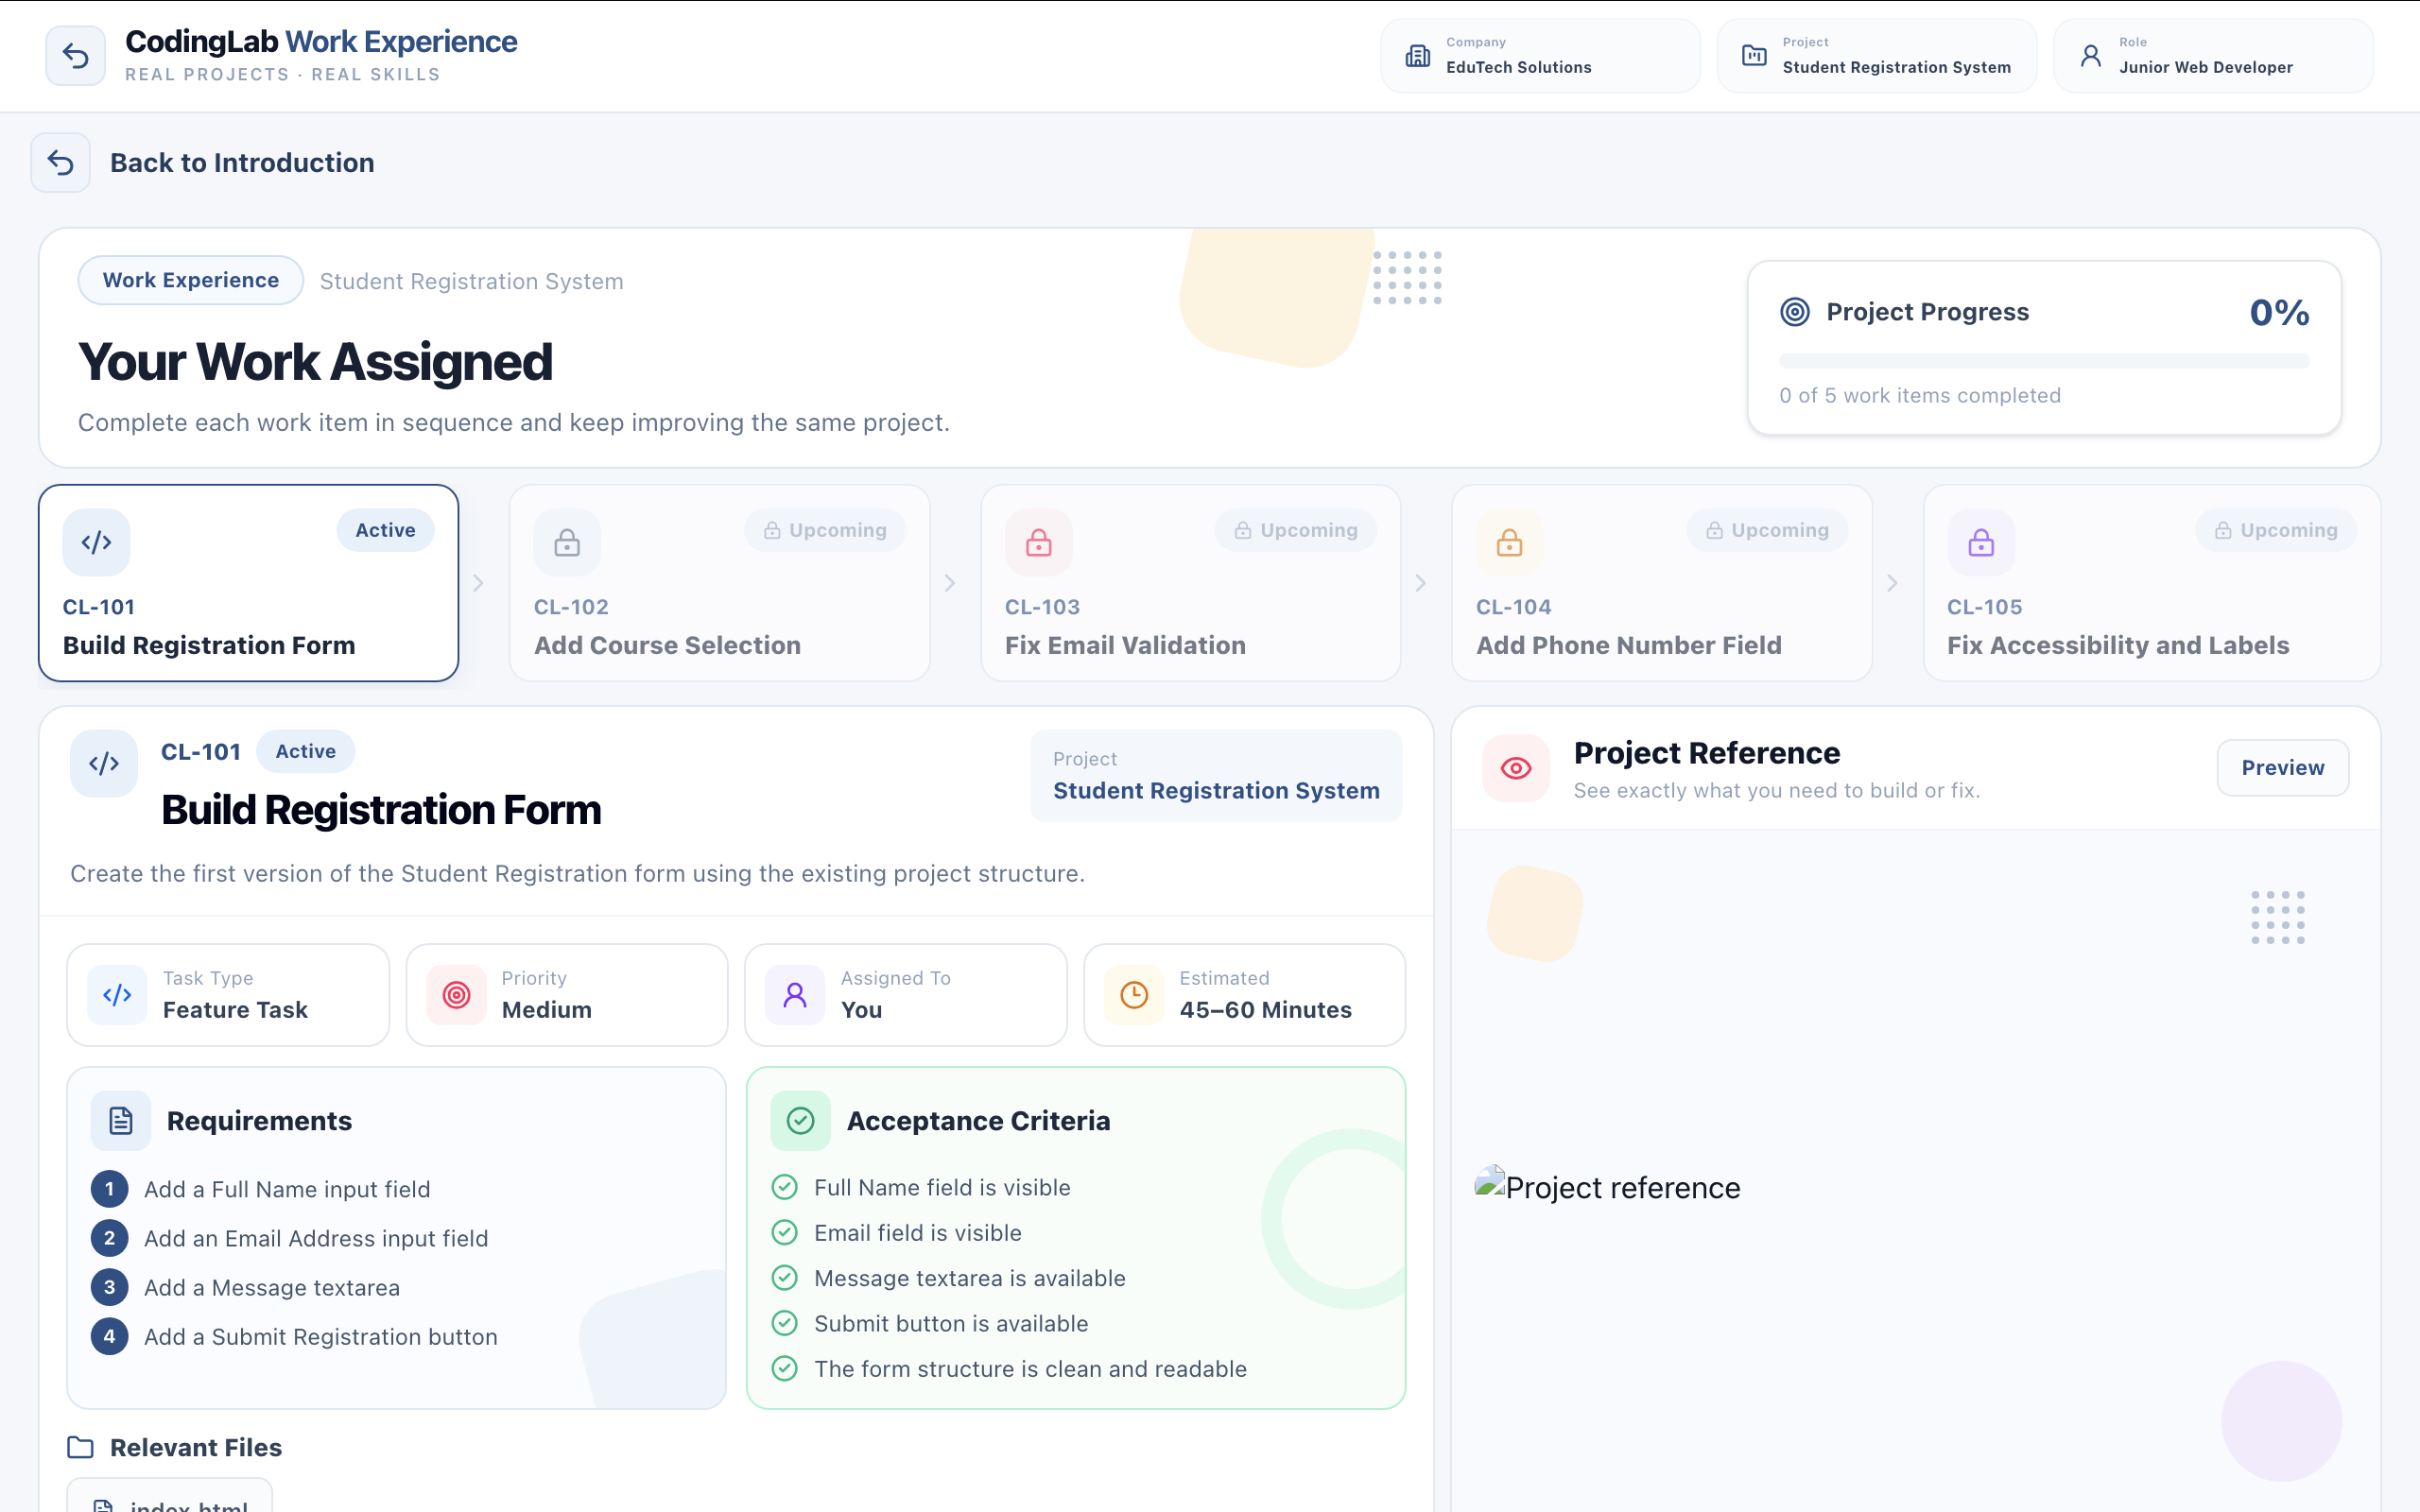 CodingLab Work Experience
REAL PROJECTS · REAL SKILLS
Company
EduTech Solutions
Project
Student Registration System
Role
Junior Web Developer
Back to Introduction
Work Experience
Student Registration System
Your Work Assigned
Complete each work item in sequence and keep improving the same project.
Project Progress
0%
0 of 5 work items completed
Active
CL-101
Build Registration Form
Upcoming
CL-102
Add Course Selection
Upcoming
CL-103
Fix Email Validation
Upcoming
CL-104
Add Phone Number Field
Upcoming
CL-105
Fix Accessibility and Labels
CL-101
Active
Build Registration Form
Project
Student Registration System
Create the first version of the Student Registration form using the existing project structure.
Task Type
Feature Task
Priority
Medium
Assigned To
You
Estimated
45–60 Minutes
Requirements
1 Add a Full Name input field
2 Add an Email Address input field
3 Add a Message textarea
4 Add a Submit Registration button
Acceptance Criteria
Full Name field is visible
Email field is visible
Message textarea is available
Submit button is available
The form structure is clean and readable
Relevant Files
index.html
Project Reference
See exactly what you need to build or fix.
Preview
Project reference